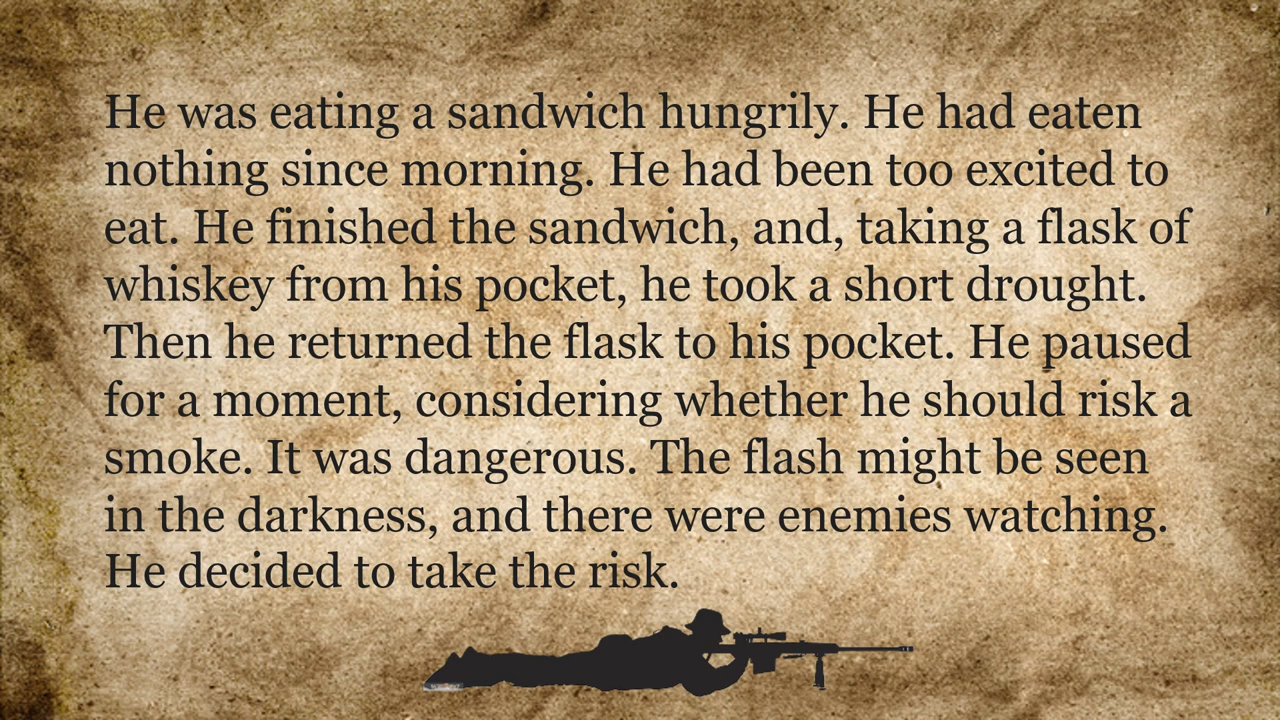 He was eating a sandwich hungrily. He had eaten
nothing since morning. He had been too excited to
eat. He finished the sandwich, and, taking a flask of
whiskey from his pocket, he took a short drought.
Then he returned the flask to his pocket. He paused
for a moment, considering whether he should risk a
smoke. It was dangerous. The flash might be seen
in the darkness, and there were enemies watching.
He decided to take the risk.